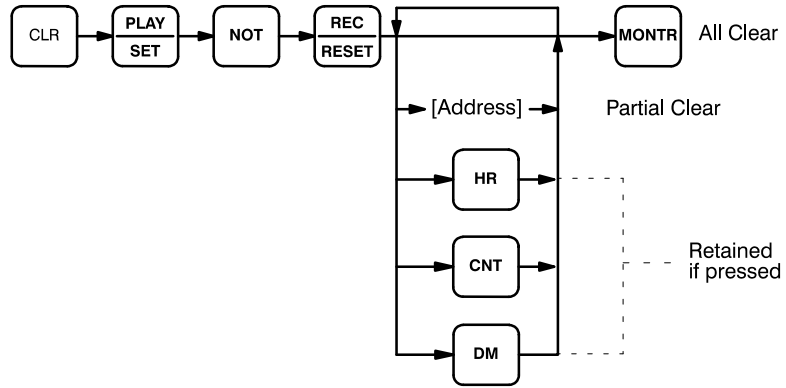 CLR
PLAY
SET
NOT
REC
RESET
MONTR
All Clear
[Address]
Partial Clear
HR
CNT
DM
Retained
if pressed